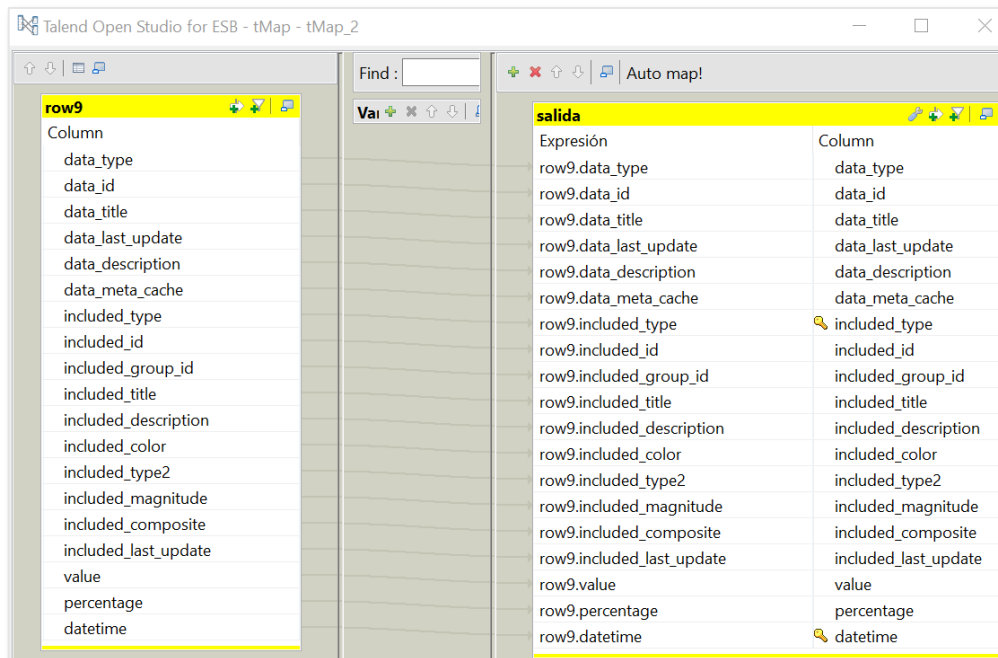 Talend Open Studio for ESB - tMap - tMap_2
Find :
Auto map!
row9
Column
data_type
data_id
data_title
data_last_update
data_description
data_meta_cache
included_type
included_id
included_group_id
included_title
included_description
included_color
included_type2
included_magnitude
included_composite
included_last_update
value
percentage
datetime
Var
salida
Expresión Column
row9.data_type data_type
row9.data_id data_id
row9.data_title data_title
row9.data_last_update data_last_update
row9.data_description data_description
row9.data_meta_cache data_meta_cache
row9.included_type included_type
row9.included_id included_id
row9.included_group_id included_group_id
row9.included_title included_title
row9.included_description included_description
row9.included_color included_color
row9.included_type2 included_type2
row9.included_magnitude included_magnitude
row9.included_composite included_composite
row9.included_last_update included_last_update
row9.value value
row9.percentage percentage
row9.datetime datetime